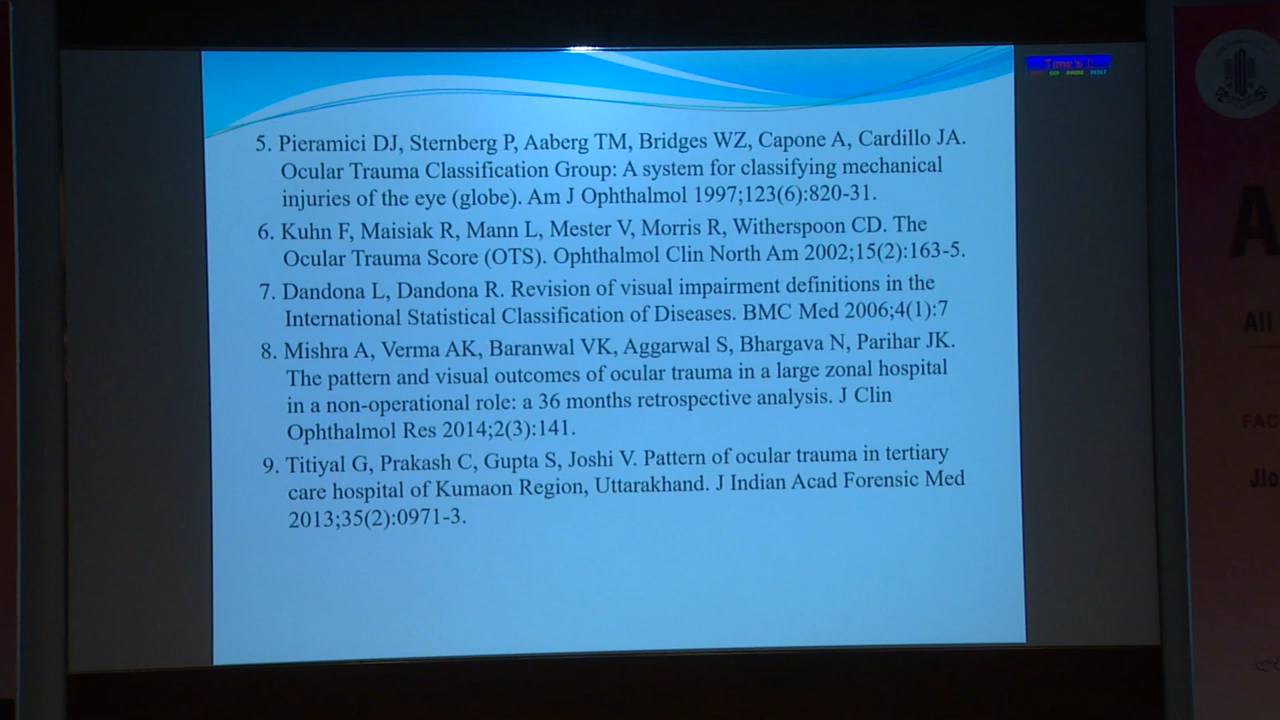 Time's !!
5. Pieramici DJ, Sternberg P, Aaberg TM, Bridges WZ, Capone A, Cardillo JA.
Ocular Trauma Classification Group: A system for classifying mechanical
injuries of the eye (globe). Am J Ophthalmol 1997;123(6):820-31.
6. Kuhn F, Maisiak R, Mann L, Mester V, Morris R, Witherspoon CD. The
Ocular Trauma Score (OTS). Ophthalmol Clin North Am 2002;15(2):163-5.
7. Dandona L, Dandona R. Revision of visual impairment definitions in the
International Statistical Classification of Diseases. BMC Med 2006;4(1):7
8. Mishra A, Verma AK, Baranwal VK, Aggarwal S, Bhargava N, Parihar JK.
The pattern and visual outcomes of ocular trauma in a large zonal hospital
in a non-operational role: a 36 months retrospective analysis. J Clin
Ophthalmol Res 2014;2(3):141.
9. Titiyal G, Prakash C, Gupta S, Joshi V. Pattern of ocular trauma in tertiary
care hospital of Kumaon Region, Uttarakhand. J Indian Acad Forensic Med
2013;35(2):0971-3.
A
All
FAC
Jio